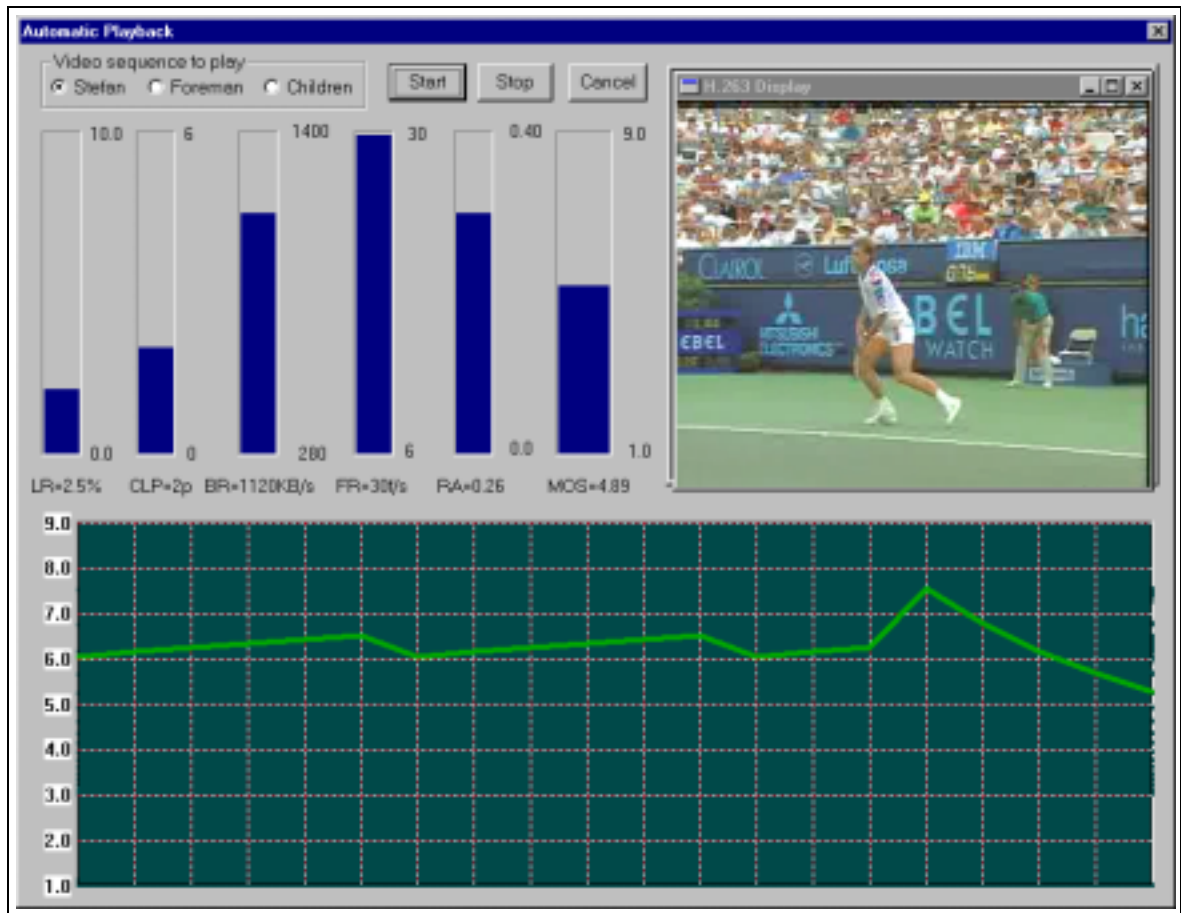 Automatic Playback
Video sequence to play
Stefan Foreman Children
Start Stop Cancel
H.263 Display
10.0 6 1400 30 0.40 9.0
0.0 0 280 6 0.0 1.0
LR=2.5% CLP=2p BR=1120KB/s FR=30f/s RA=0.26 MOS=4.89
CLAIROL
IBM
MITSUBISHI
ELECTRONICS
EBEL
BEL
WATCH
9.0
8.0
7.0
6.0
5.0
4.0
3.0
2.0
1.0